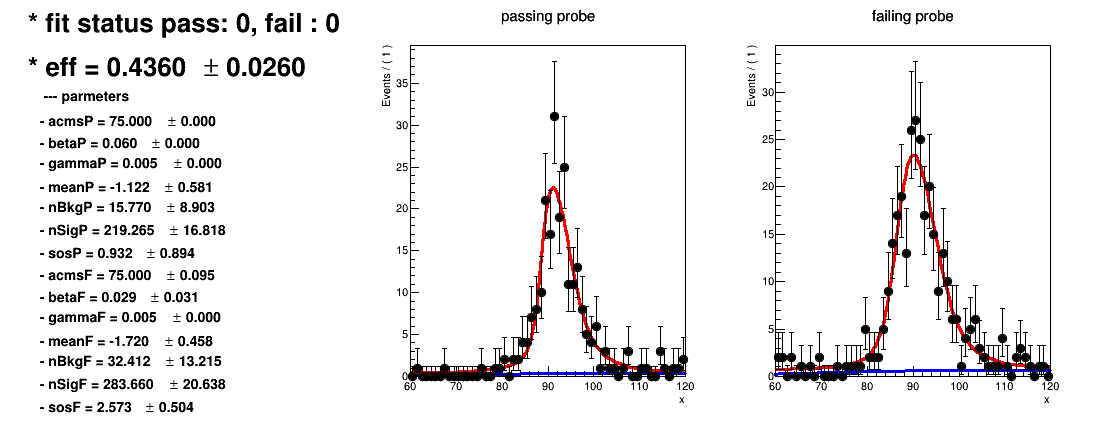 * fit status pass: 0, fail : 0
* eff = 0.4360 ± 0.0260
--- parmeters
- acmsP = 75.000 ± 0.000
- betaP = 0.060 ± 0.000
- gammaP = 0.005 ± 0.000
- meanP = -1.122 ± 0.581
- nBkgP = 15.770 ± 8.903
- nSigP = 219.265 ± 16.818
- sosP = 0.932 ± 0.894
- acmsF = 75.000 ± 0.095
- betaF = 0.029 ± 0.031
- gammaF = 0.005 ± 0.000
- meanF = -1.720 ± 0.458
- nBkgF = 32.412 ± 13.215
- nSigF = 283.660 ± 20.638
- sosF = 2.573 ± 0.504
passing probe
Events / ( 1 )
35
30
25
20
15
10
5
0
60 70 80 90 100 110 120
x
failing probe
Events / ( 1 )
30
25
20
15
10
5
0
60 70 80 90 100 110 120
x